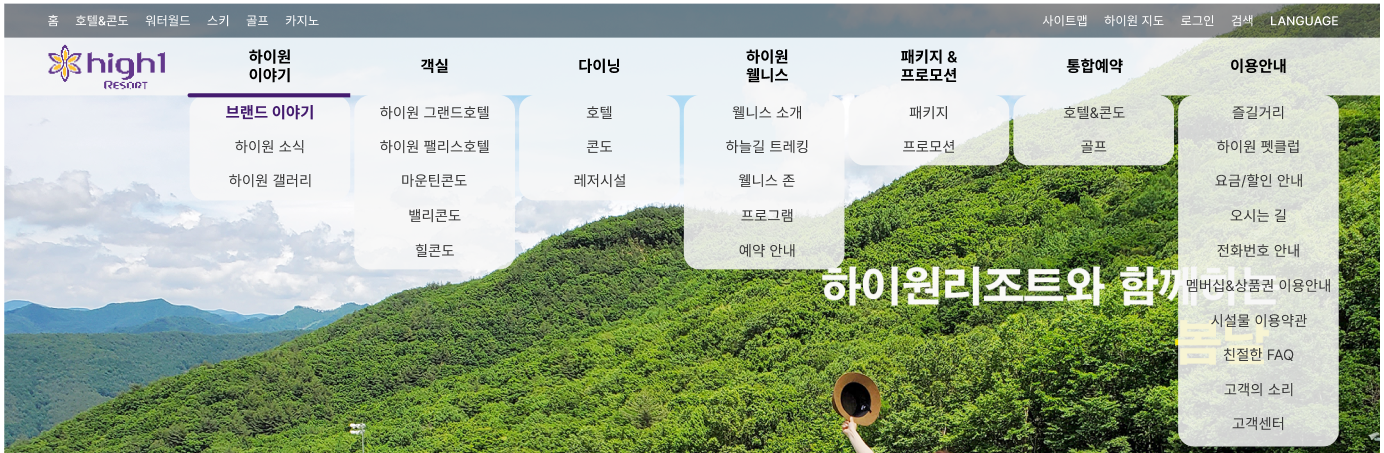 홈 호텔&콘도 워터월드 스키 골프 카지노
사이트맵 하이원 지도 로그인 검색 LANGUAGE
high1
RESORT
하이원
이야기
객실
다이닝
하이원
웰니스
패키지 &
프로모션
통합예약
이용안내
브랜드 이야기
하이원 소식
하이원 갤러리
하이원 그랜드호텔
하이원 팰리스호텔
마운틴콘도
밸리콘도
힐콘도
호텔
콘도
레저시설
웰니스 소개
하늘길 트레킹
웰니스 존
프로그램
예약 안내
패키지
프로모션
호텔&콘도
골프
즐길거리
하이원 펫클럽
요금/할인 안내
오시는 길
전화번호 안내
멤버십&상품권 이용안내
시설물 이용약관
친절한 FAQ
고객의 소리
고객센터
하이원리조트와 함께하는